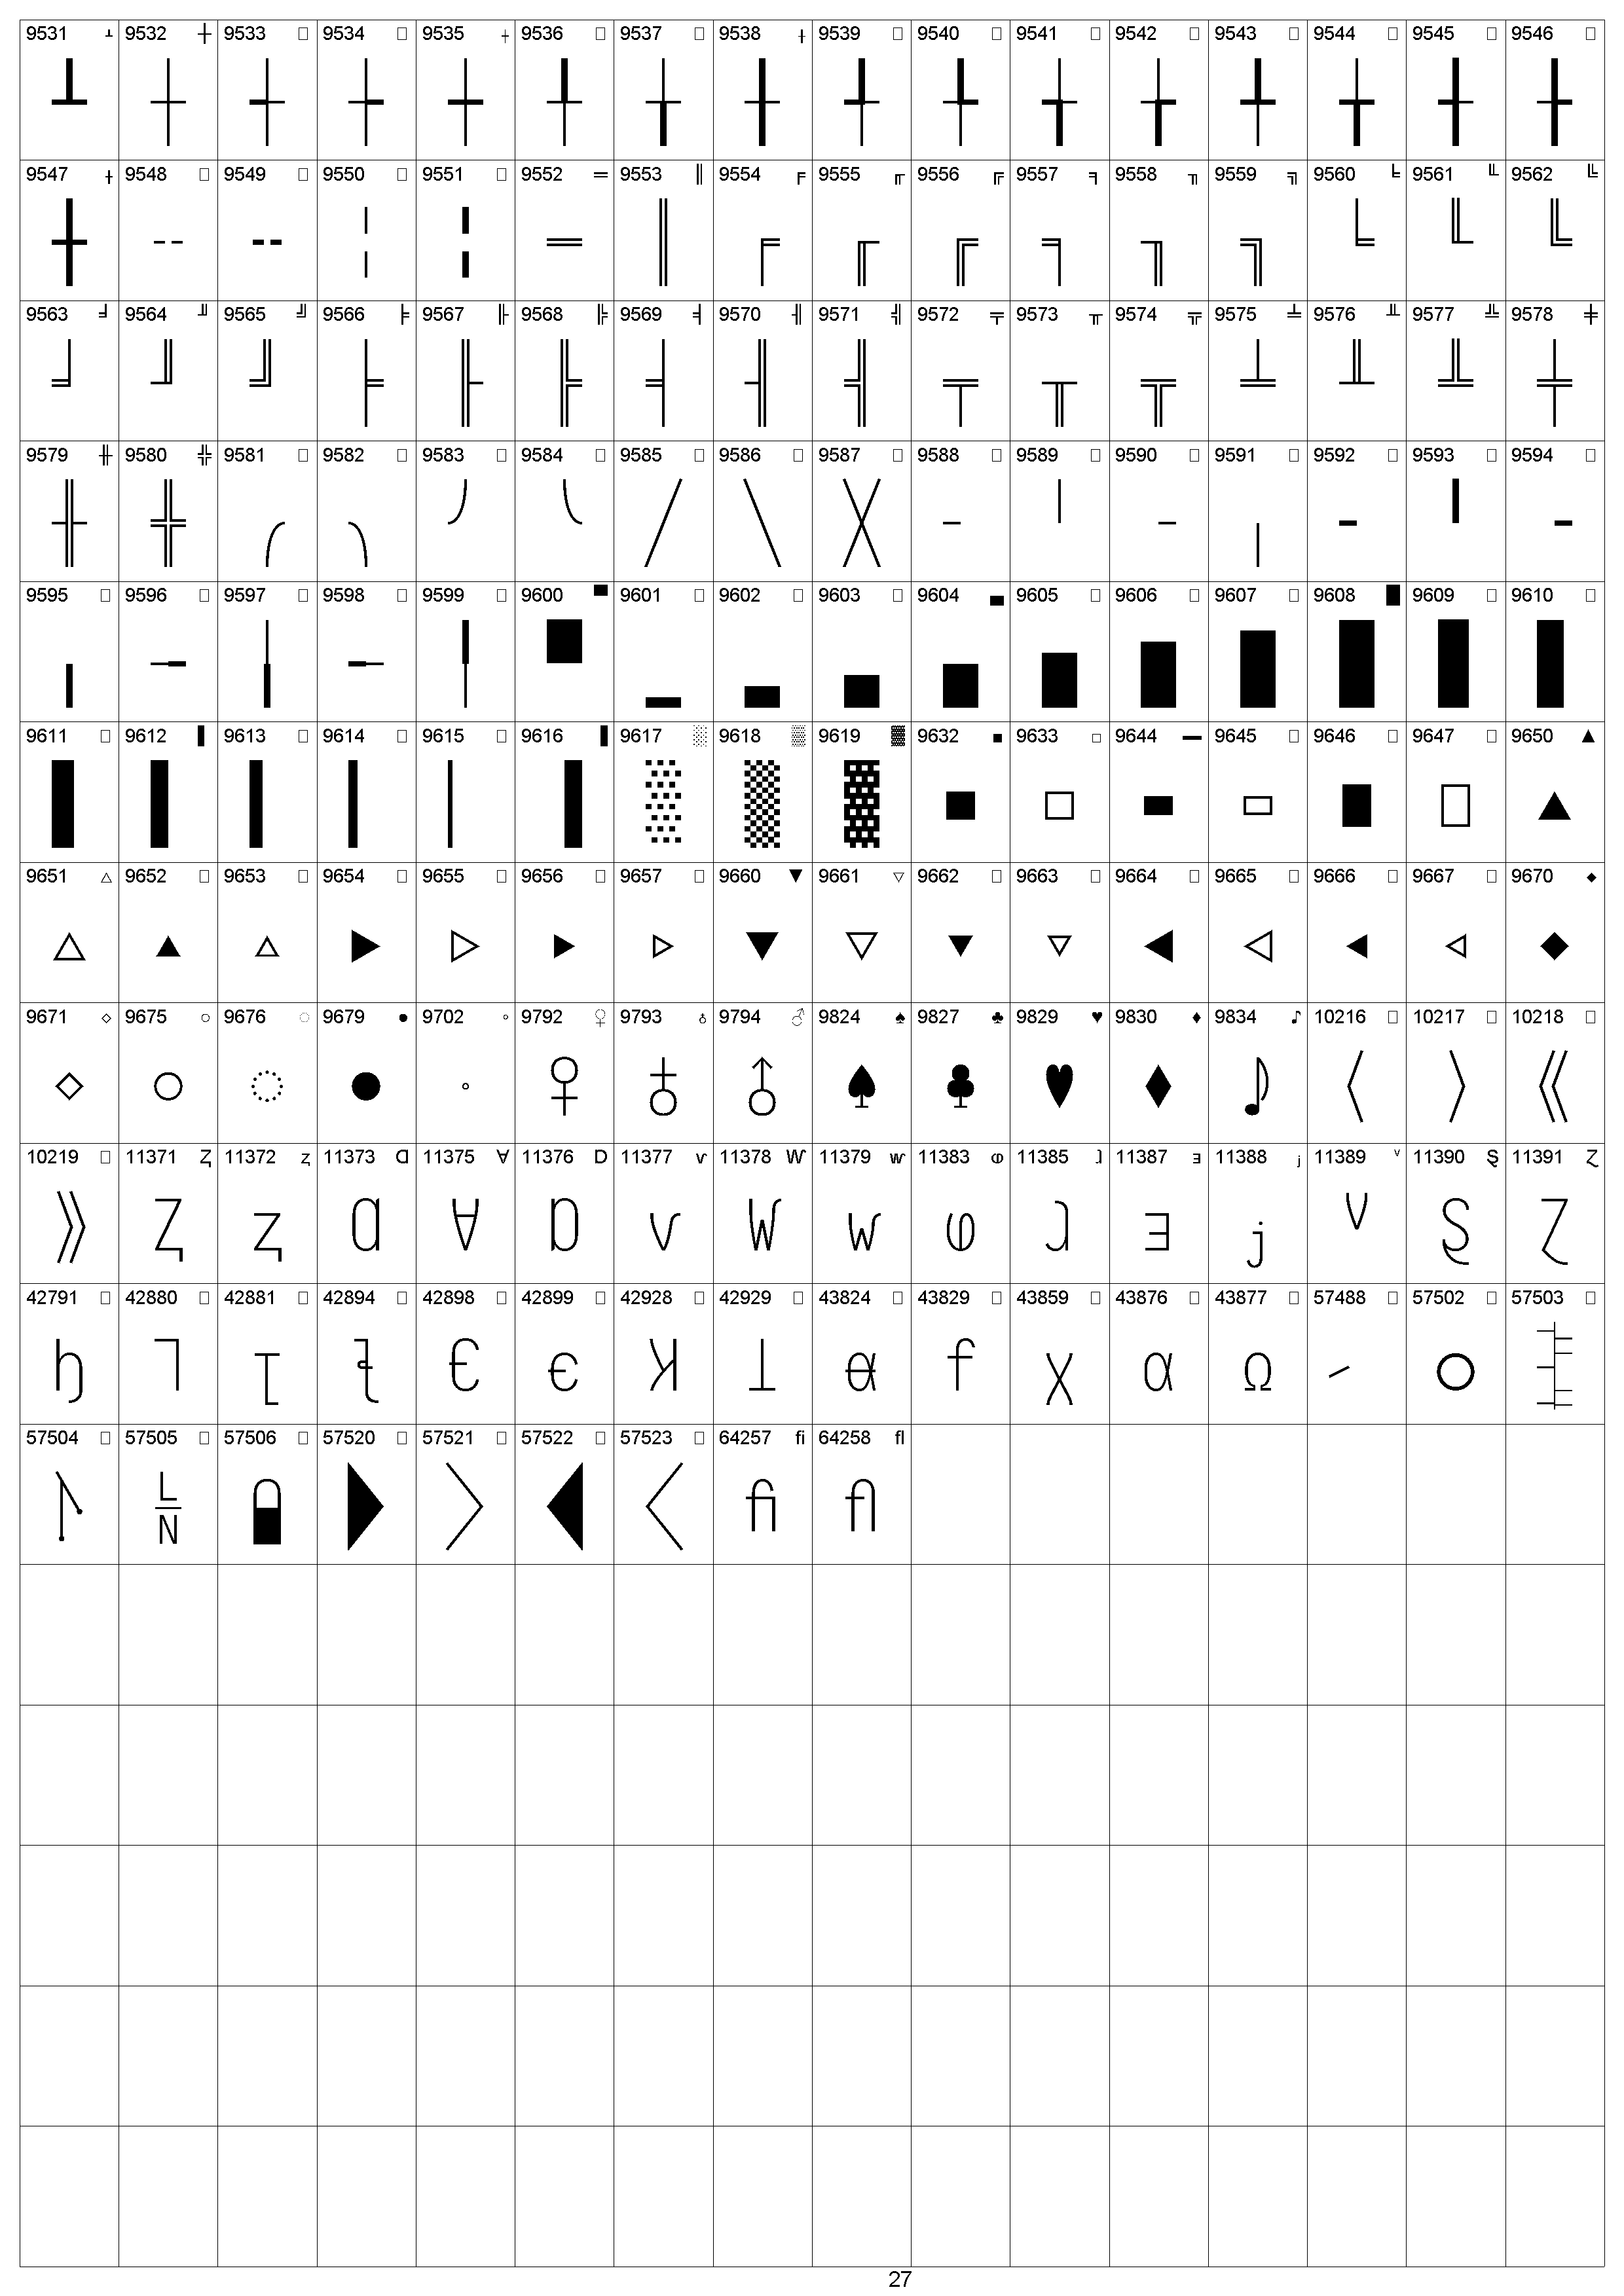 9531 ┻ 9532 ┼ 9533 □ 9534 □ 9535 ┿ 9536 □ 9537 □ 9538 ╂ 9539 □ 9540 □ 9541 □ 9542 □ 9543 □ 9544 □ 9545 □ 9546 □
┻ ┼ ┽ ┾ ┿ ╀ ╁ ╂ ╃ ╄ ╅ ╆ ╇ ╈ ╉ ╊
9547 ╋ 9548 □ 9549 □ 9550 □ 9551 □ 9552 ═ 9553 ║ 9554 ╒ 9555 ╓ 9556 ╔ 9557 ╕ 9558 ╖ 9559 ╗ 9560 ╘ 9561 ╙ 9562 ╚
╋ ╌ ╍ ╎ ╏ ═ ║ ╒ ╓ ╔ ╕ ╖ ╗ ╘ ╙ ╚
9563 ╛ 9564 ╜ 9565 ╝ 9566 ╞ 9567 ╟ 9568 ╠ 9569 ╡ 9570 ╢ 9571 ╣ 9572 ╤ 9573 ╥ 9574 ╦ 9575 ╧ 9576 ╨ 9577 ╩ 9578 ╪
╛ ╜ ╝ ╞ ╟ ╠ ╡ ╢ ╣ ╤ ╥ ╦ ╧ ╨ ╩ ╪
9579 ╫ 9580 ╬ 9581 □ 9582 □ 9583 □ 9584 □ 9585 □ 9586 □ 9587 □ 9588 □ 9589 □ 9590 □ 9591 □ 9592 □ 9593 □ 9594 □
╫ ╬ ╭ ╮ ╯ ╰ ╱ ╲ ╳ ╴ ╵ ╶ ╷ ╸ ╹ ╺
9595 □ 9596 □ 9597 □ 9598 □ 9599 □ 9600 ▀ 9601 □ 9602 □ 9603 □ 9604 ▄ 9605 □ 9606 □ 9607 □ 9608 █ 9609 □ 9610 □
╻ ╼ ╽ ╾ ╿ ▀ ▁ ▂ ▃ ▄ ▅ ▆ ▇ █ ▉ ▊
9611 □ 9612 ▌ 9613 □ 9614 □ 9615 □ 9616 ▐ 9617 ░ 9618 ▒ 9619 ▓ 9632 ■ 9633 □ 9644 ▬ 9645 □ 9646 □ 9647 □ 9650 ▲
▋ ▌ ▍ ▎ ▏ ▐ ░ ▒ ▓ ■ □ ▬ ▭ ▮ ▯ ▲
9651 △ 9652 □ 9653 □ 9654 □ 9655 □ 9656 □ 9657 □ 9660 ▼ 9661 ▽ 9662 □ 9663 □ 9664 □ 9665 □ 9666 □ 9667 □ 9670 ◆
△ ▴ ▵ ▶ ▷ ▸ ▹ ▼ ▽ ▾ ▿ ◀ ◁ ◂ ◃ ◆
9671 ◇ 9675 ○ 9676 ◌ 9679 ● 9702 ◦ 9792 ♀ 9793 ♁ 9794 ♂ 9824 ♠ 9827 ♣ 9829 ♥ 9830 ♦ 9834 ♪ 10216 □ 10217 □ 10218 □
◇ ○ ◌ ● ◦ ♀ ♁ ♂ ♠ ♣ ♥ ♦ ♪ ⟨ ⟩ ⟪
10219 □ 11371 Ⱬ 11372 ⱬ 11373 Ɑ 11375 Ɐ 11376 Ɒ 11377 ⱱ 11378 Ⱳ 11379 ⱳ 11383 ⱷ 11385 ⱹ 11387 ⱻ 11388 ⱼ 11389 ⱽ 11390 Ȿ 11391 Ɀ
⟫ Ⱬ ⱬ Ɑ Ɐ Ɒ ⱱ Ⱳ ⱳ ⱷ ⱹ ⱻ ⱼ ⱽ Ȿ Ɀ
42791 □ 42880 □ 42881 □ 42894 □ 42898 □ 42899 □ 42928 □ 42929 □ 43824 □ 43829 □ 43859 □ 43876 □ 43877 □ 57488 □ 57502 □ 57503 □
ꜧ Ꞁ ꞁ ꞎ Ꞓ ꞓ Ʞ Ʇ ꬰ ꬵ ꭓ ꭤ ꭥ
57504 □ 57505 □ 57506 □ 57520 □ 57521 □ 57522 □ 57523 □ 64257 ﬁ 64258 ﬂ
L
N
ﬁ ﬂ
27